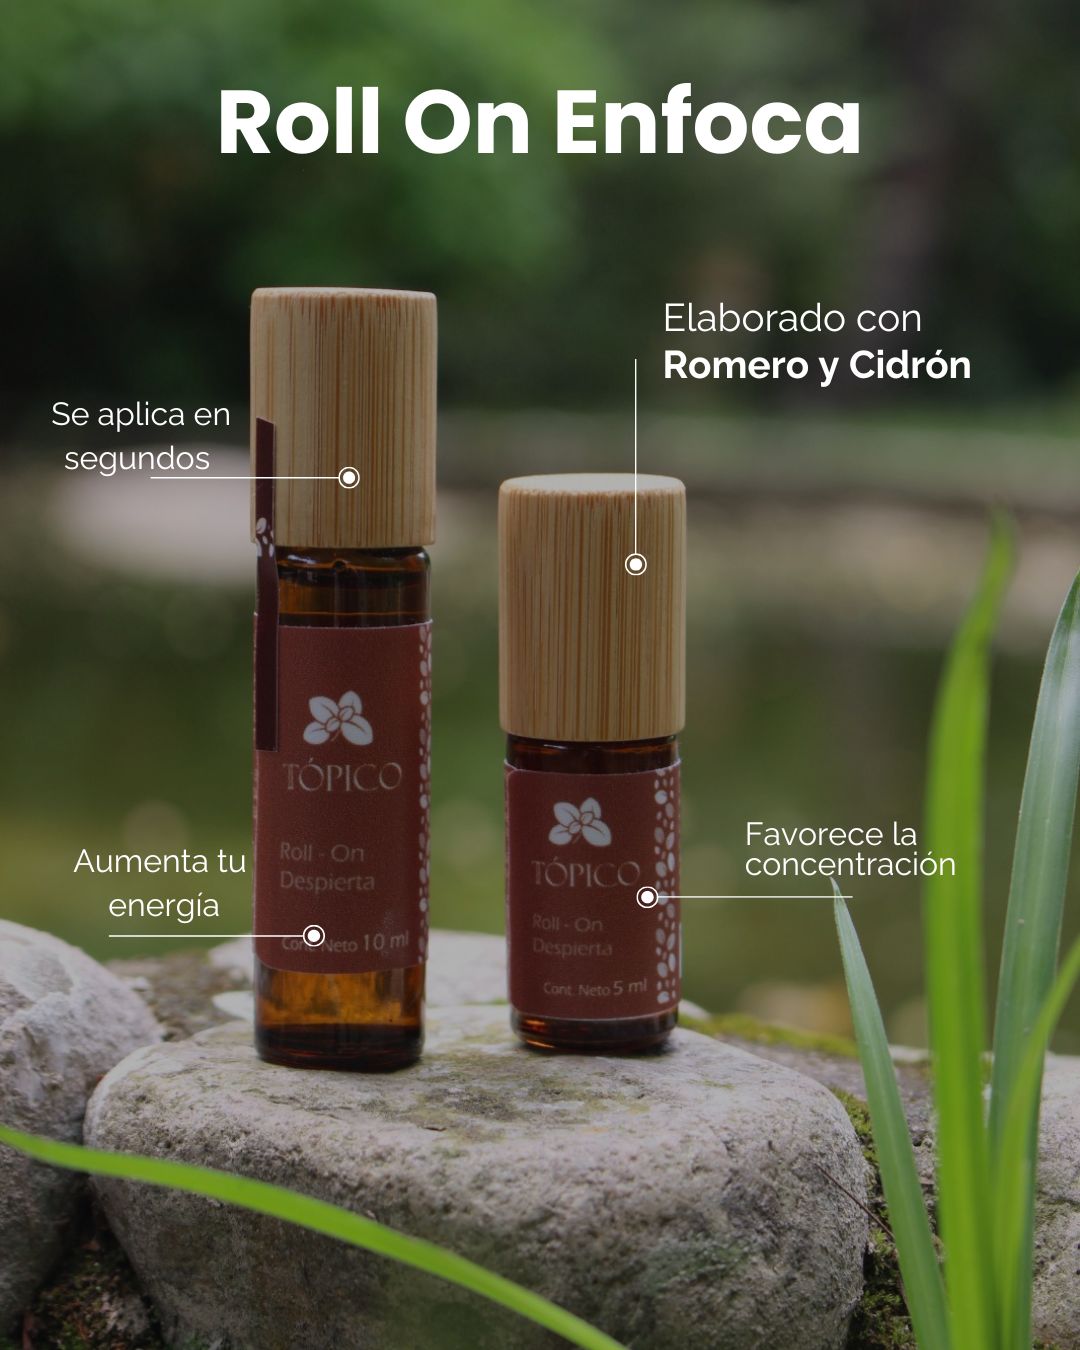 Roll On Enfoca
Elaborado con
Romero y Cidrón
Se aplica en
segundos
Aumenta tu
energía
Favorece la
concentración
TÓPICO
Roll - On
Despierta
Cont. Neto 10 ml
TÓPICO
Roll - On
Despierta
Cont. Neto 5 ml